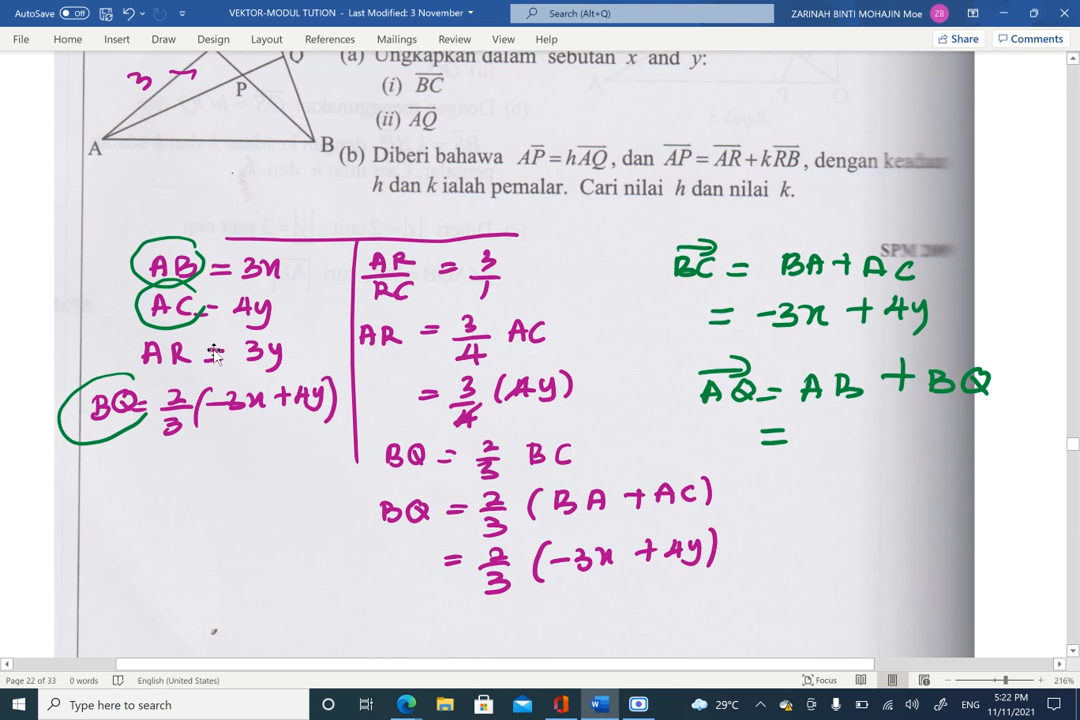 AutoSave Off VEKTOR-MODUL TUTION - Last Modified: 3 November Search (Alt+Q) ZARINAH BINTI MOHAJIN Moe ZB
File Home Insert Draw Design Layout References Mailings Review View Help Share Comments
(a) Ungkapkan dalam sebutan x and y:
3
Q
P
(i) BC
(ii) AQ
A
B
(b) Diberi bahawa AP = hAQ, dan AP = AR + kRB, dengan keadaan
h dan k ialah pemalar. Cari nilai h dan nilai k.
SPM 200
AB = 3x
AC = 4y
AR = 3y
BQ = 2/3 (-3x + 4y)
AR/RC = 3/1
AR = 3/4 AC
= 3/4 (4y)
BQ = 2/3 BC
BQ = 2/3 (BA + AC)
= 2/3 (-3x + 4y)
BC = BA + AC
= -3x + 4y
AQ = AB + BQ
=
Page 22 of 33 0 words English (United States) Focus 216%
Type here to search 29°C ENG 5:22 PM
11/11/2021